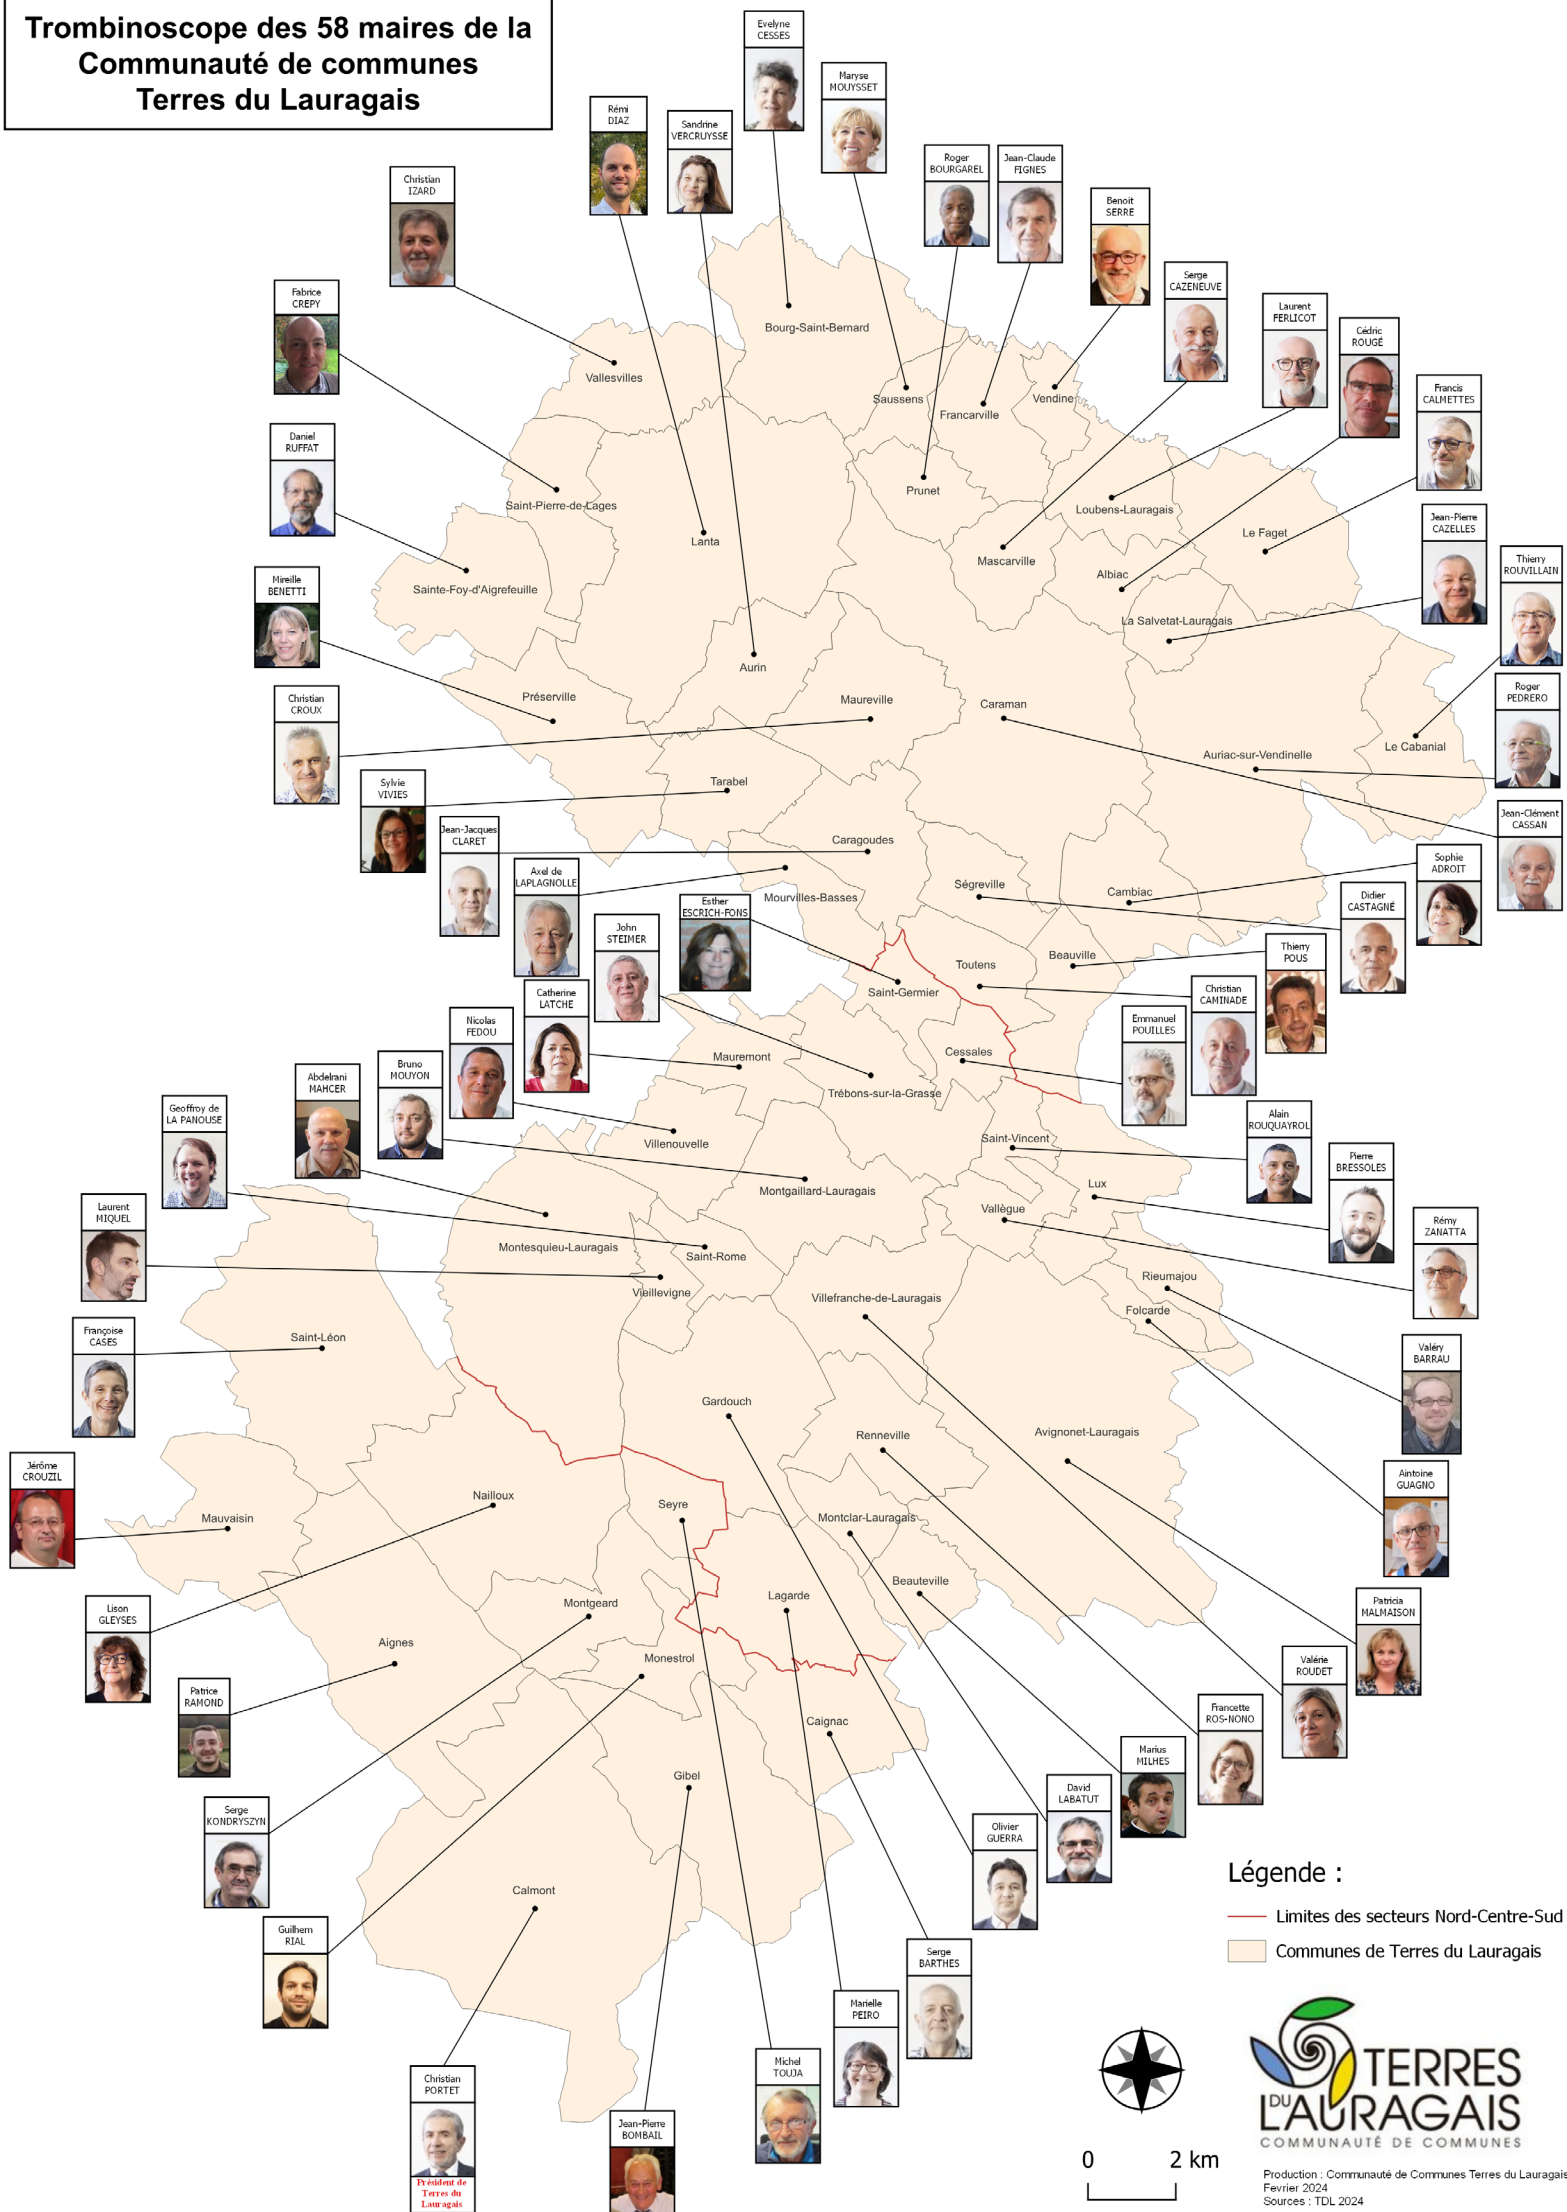 Trombinoscope des 58 maires de la
Communauté de communes
Terres du Lauragais
Evelyne
CESSES
Maryse
MOUYSSET
Rémi
DIAZ
Sandrine
VERCRUYSSE
Roger
BOURGAREL
Jean-Claude
FIGNES
Christian
IZARD
Benoit
SERRE
Serge
CAZENEUVE
Fabrice
CREPY
Laurent
FERLICOT
Cédric
ROUGÉ
Francis
CALMETTES
Daniel
RUFFAT
Jean-Pierre
CAZELLES
Thierry
ROUVILLAIN
Mireille
BENETTI
Roger
PEDRERO
Christian
CROUX
Sylvie
VIVIES
Jean-Clément
CASSAN
Jean-Jacques
CLARET
Sophie
ADROIT
Axel de
LAPLAGNOLLE
Didier
CASTAGNÉ
Esther
ESCRICH-FONS
John
STEIMER
Thierry
POUS
Catherine
LATCHE
Christian
CAMINADE
Nicolas
FEDOU
Emmanuel
POUILLES
Bruno
MOUYON
Abdelrani
MAHCER
Geoffroy de
LA PANOUSE
Alain
ROUQUAYROL
Pierre
BRESSOLES
Laurent
MIQUEL
Rémy
ZANATTA
Françoise
CASES
Valéry
BARRAU
Jérôme
CROUZIL
Aintoine
GUAGNO
Lison
GLEYSES
Patricia
MALMAISON
Patrice
RAMOND
Valérie
ROUDET
Francette
ROS-NONO
Marius
MILHES
David
LABATUT
Serge
KONDRYSZYN
Olivier
GUERRA
Guilhem
RIAL
Serge
BARTHES
Marielle
PEIRO
Michel
TOUJA
Christian
PORTET
Président de
Terres du
Lauragais
Jean-Pierre
BOMBAIL
Bourg-Saint-Bernard
Vallesvilles
Saussens
Francarville
Vendine
Prunet
Saint-Pierre-de-Lages
Loubens-Lauragais
Le Faget
Lanta
Mascarville
Albiac
Sainte-Foy-d'Aigrefeuille
La Salvetat-Lauragais
Aurin
Préserville
Maureville
Caraman
Le Cabanial
Auriac-sur-Vendinelle
Tarabel
Caragoudes
Ségreville
Cambiac
Mourvilles-Basses
Beauville
Toutens
Saint-Germier
Cessales
Mauremont
Trébons-sur-la-Grasse
Villenouvelle
Saint-Vincent
Lux
Montgaillard-Lauragais
Vallègue
Montesquieu-Lauragais
Saint-Rome
Rieumajou
Vieillevigne
Villefranche-de-Lauragais
Folcarde
Saint-Léon
Gardouch
Renneville
Avignonet-Lauragais
Nailloux
Seyre
Mauvaisin
Montclar-Lauragais
Beauteville
Lagarde
Montgeard
Aignes
Monestrol
Caignac
Gibel
Calmont
Légende :
Limites des secteurs Nord-Centre-Sud
Communes de Terres du Lauragais
TERRES
DU
LAURAGAIS
COMMUNAUTÉ DE COMMUNES
0 2 km
Production : Communauté de Communes Terres du Lauragais
Fevrier 2024
Sources : TDL 2024